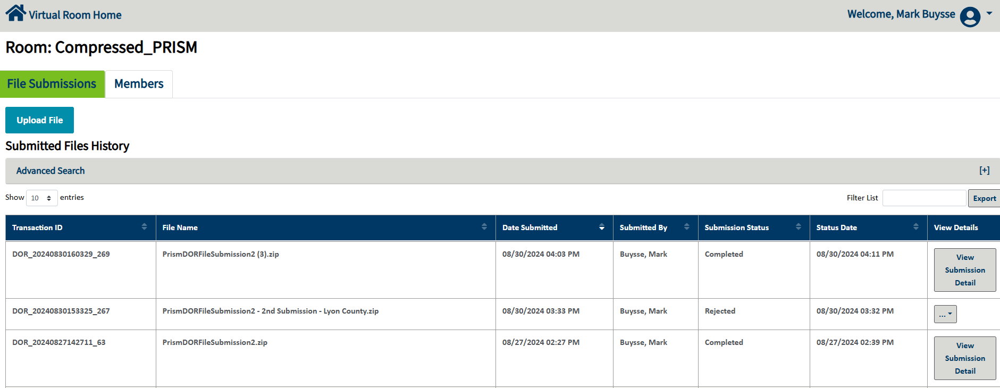 Virtual Room Home
Welcome, Mark Buysse
Room: Compressed_PRISM
File Submissions Members
Upload File
Submitted Files History
Advanced Search [+]
Show 10 entries Filter List Export
Transaction ID File Name Date Submitted Submitted By Submission Status Status Date View Details
DOR_20240830160329_269 PrismDORFileSubmission2 (3).zip 08/30/2024 04:03 PM Buysse, Mark Completed 08/30/2024 04:11 PM View
Submission
Detail
DOR_20240830153325_267 PrismDORFileSubmission2 - 2nd Submission - Lyon County.zip 08/30/2024 03:33 PM Buysse, Mark Rejected 08/30/2024 03:32 PM ...
DOR_20240827142711_63 PrismDORFileSubmission2.zip 08/27/2024 02:27 PM Buysse, Mark Completed 08/27/2024 02:39 PM View
Submission
Detail